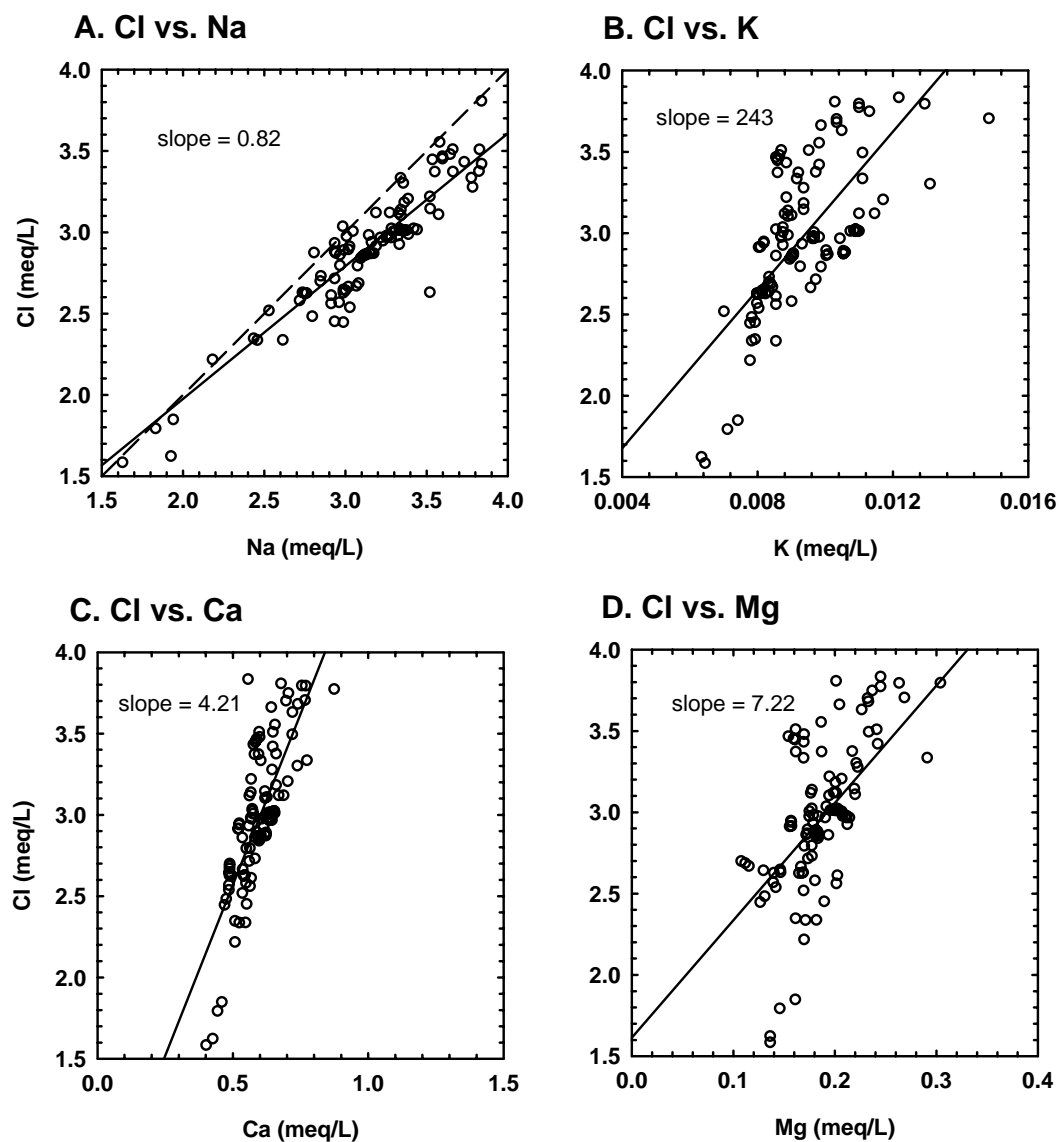 A. Cl vs. Na
slope = 0.82
Cl (meq/L)
4.0
3.5
3.0
2.5
2.0
1.5
1.5 2.0 2.5 3.0 3.5 4.0
Na (meq/L)
B. Cl vs. K
slope = 243
4.0
3.5
3.0
2.5
2.0
1.5
0.004 0.008 0.012 0.016
K (meq/L)
C. Cl vs. Ca
slope = 4.21
Cl (meq/L)
4.0
3.5
3.0
2.5
2.0
1.5
0.0 0.5 1.0 1.5
Ca (meq/L)
D. Cl vs. Mg
slope = 7.22
4.0
3.5
3.0
2.5
2.0
1.5
0.0 0.1 0.2 0.3 0.4
Mg (meq/L)